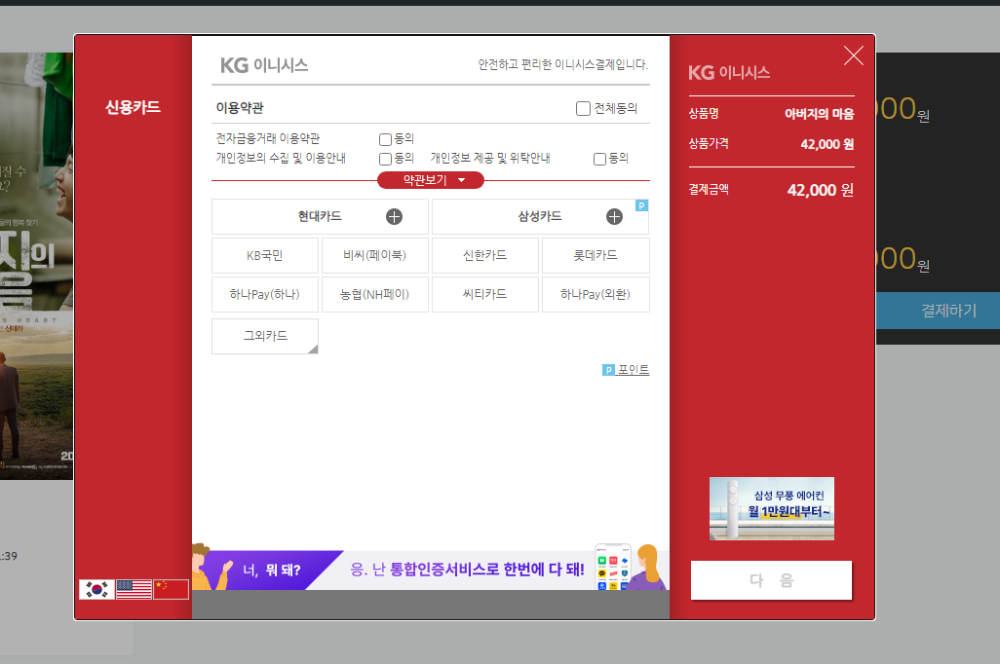 신용카드
KG 이니시스
안전하고 편리한 이니시스결제입니다.
이용약관
전체동의
전자금융거래 이용약관
동의
개인정보의 수집 및 이용안내
동의
개인정보 제공 및 위탁안내
동의
약관보기
현대카드
삼성카드
p
KB국민
비씨(페이북)
신한카드
롯데카드
하나Pay(하나)
농협(NH페이)
씨티카드
하나Pay(외환)
그외카드
p 포인트
너, 뭐 돼?
응. 난 통합인증서비스로 한번에 다 돼!
KG 이니시스
상품명
아버지의 마음
상품가격
42,000 원
결제금액
42,000 원
삼성 무풍 에어컨
월 1만원대부터~
다 음
00원
00원
결제하기
질 수
요?
지의
HEART
20
:39